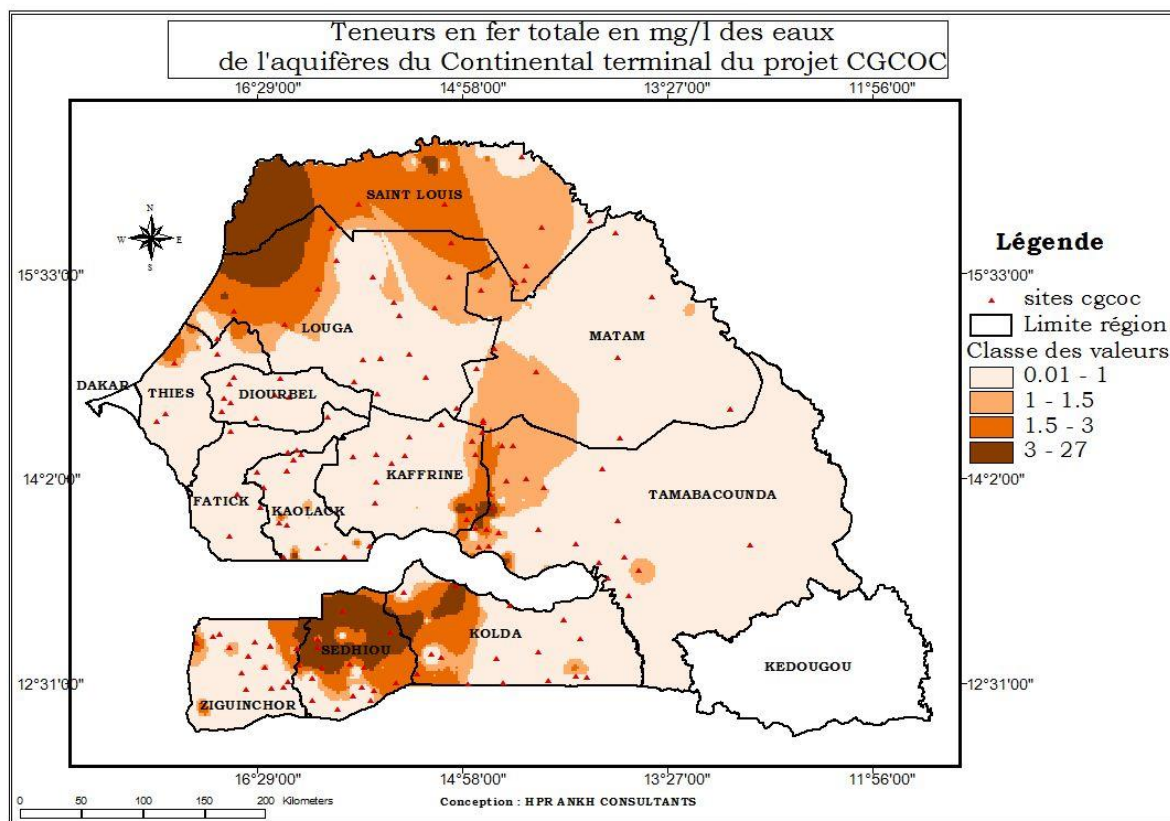 Teneurs en fer totale en mg/l des eaux
de l'aquifères du Continental terminal du projet CGCOC
16°29'00" 14°58'00" 13°27'00" 11°56'00"
N
W E
S
SAINT LOUIS
15°33'00" 15°33'00"
LOUGA
MATAM
DAKAR
THIES
DIOURBEL
14°2'00" 14°2'00"
KAFFRINE
TAMABACOUNDA
FATICK
KAOLACK
KOLDA
SEDHIOU
KEDOUGOU
12°31'00" 12°31'00"
ZIGUINCHOR
16°29'00" 14°58'00" 13°27'00" 11°56'00"
0 50 100 150 200 Kilometers
Conception : HPR ANKH CONSULTANTS
Légende
sites cgcoc
Limite région
Classe des valeurs
0.01 - 1
1 - 1.5
1.5 - 3
3 - 27